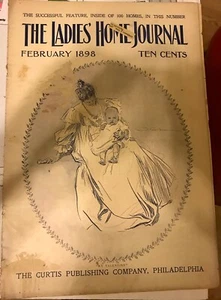 THE SUCCESSFUL FEATURE, INSIDE OF 100 HOMES, IN THIS NUMBER
THE LADIES HOME JOURNAL
FEBRUARY 1898 TEN CENTS
THE CURTIS PUBLISHING COMPANY, PHILADELPHIA